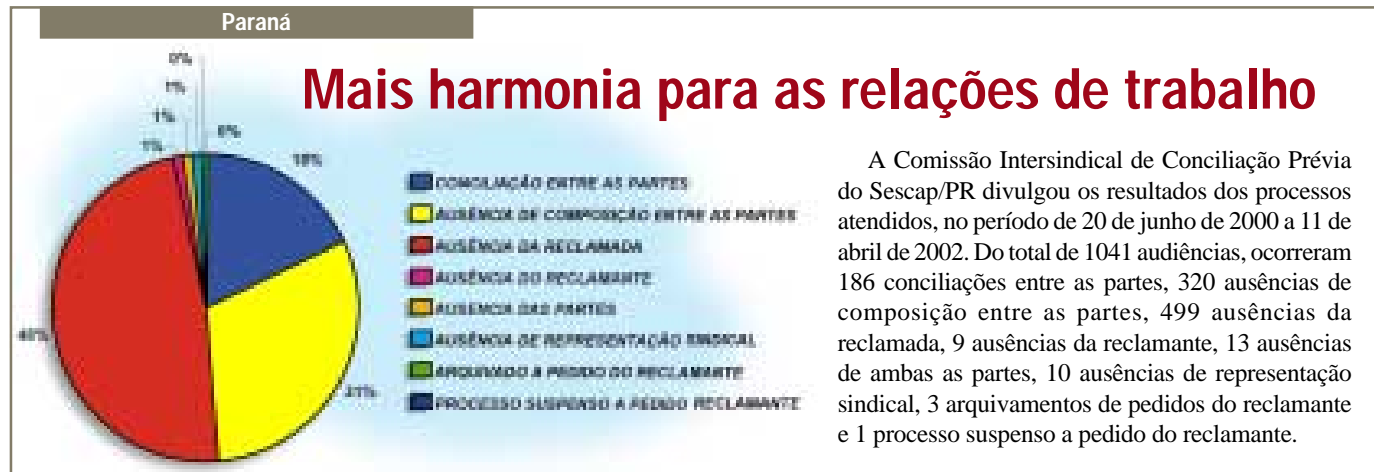 Paraná
Mais harmonia para as relações de trabalho
0%
1%
1%
1%
0%
18%
31%
CONCILIAÇÃO ENTRE AS PARTES
AUSÊNCIA DE COMPOSIÇÃO ENTRE AS PARTES
AUSÊNCIA DA RECLAMADA
AUSÊNCIA DO RECLAMANTE
AUSENCIA DAS PARTES
AUSÊNCIA DE REPRESENTAÇÃO SINDICAL
ARQUIVADO A PEDIDO DO RECLAMANTE
PROCESSO SUSPENSO A PEDIDO RECLAMANTE
A Comissão Intersindical de Conciliação Prévia
do Sescap/PR divulgou os resultados dos processos
atendidos, no período de 20 de junho de 2000 a 11 de
abril de 2002. Do total de 1041 audiências, ocorreram
186 conciliações entre as partes, 320 ausências de
composição entre as partes, 499 ausências da
reclamada, 9 ausências da reclamante, 13 ausências
de ambas as partes, 10 ausências de representação
sindical, 3 arquivamentos de pedidos do reclamante
e 1 processo suspenso a pedido do reclamante.